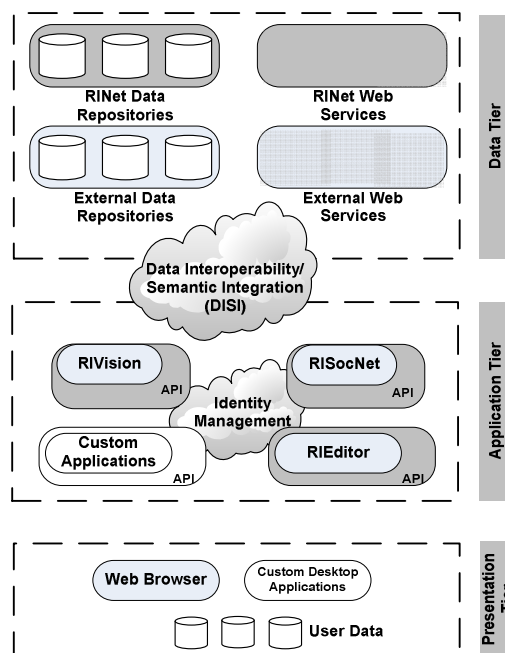 RINet Data
Repositories
RINet Web
Services
External Data
Repositories
External Web
Services
Data Tier
Data Interoperability/
Semantic Integration
(DISI)
RIVision
API
RISocNet
API
Identity
Management
Custom
Applications
API
RIEditor
API
Application Tier
Web Browser
Custom Desktop
Applications
User Data
Presentation
Tier